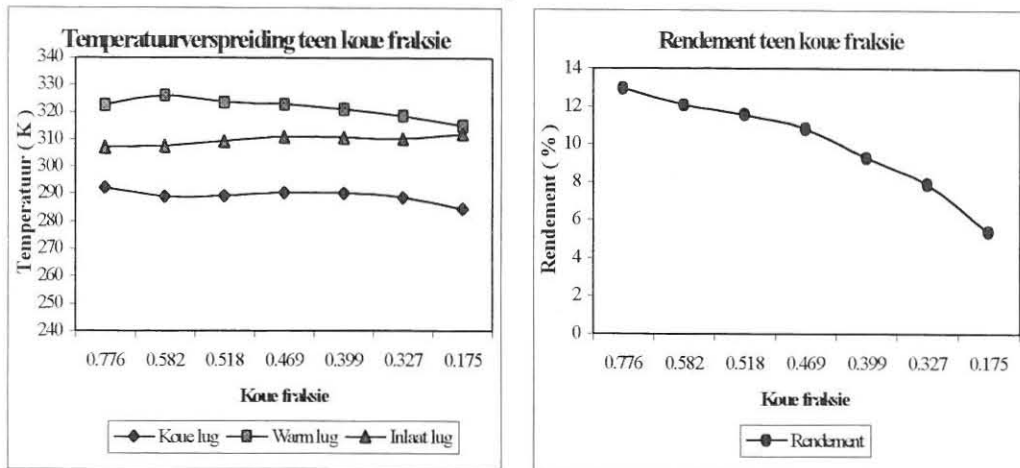 Temperatuurverspreiding teen koue fraksie
Temperatuur ( K )
340
330
320
310
300
290
280
270
260
250
240
0.776 0.582 0.518 0.469 0.399 0.327 0.175
Koue fraksie
Koue lug Warm lug Inlaat lug
Rendement teen koue fraksie
Rendement ( % )
14
12
10
8
6
4
2
0
0.776 0.582 0.518 0.469 0.399 0.327 0.175
Koue fraksie
Rendement